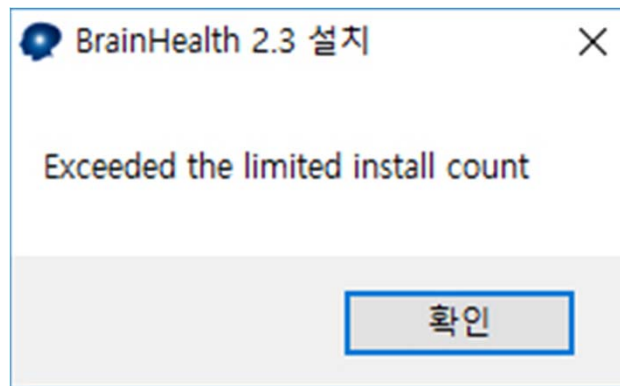 BrainHealth 2.3 설치
Exceeded the limited install count
확인